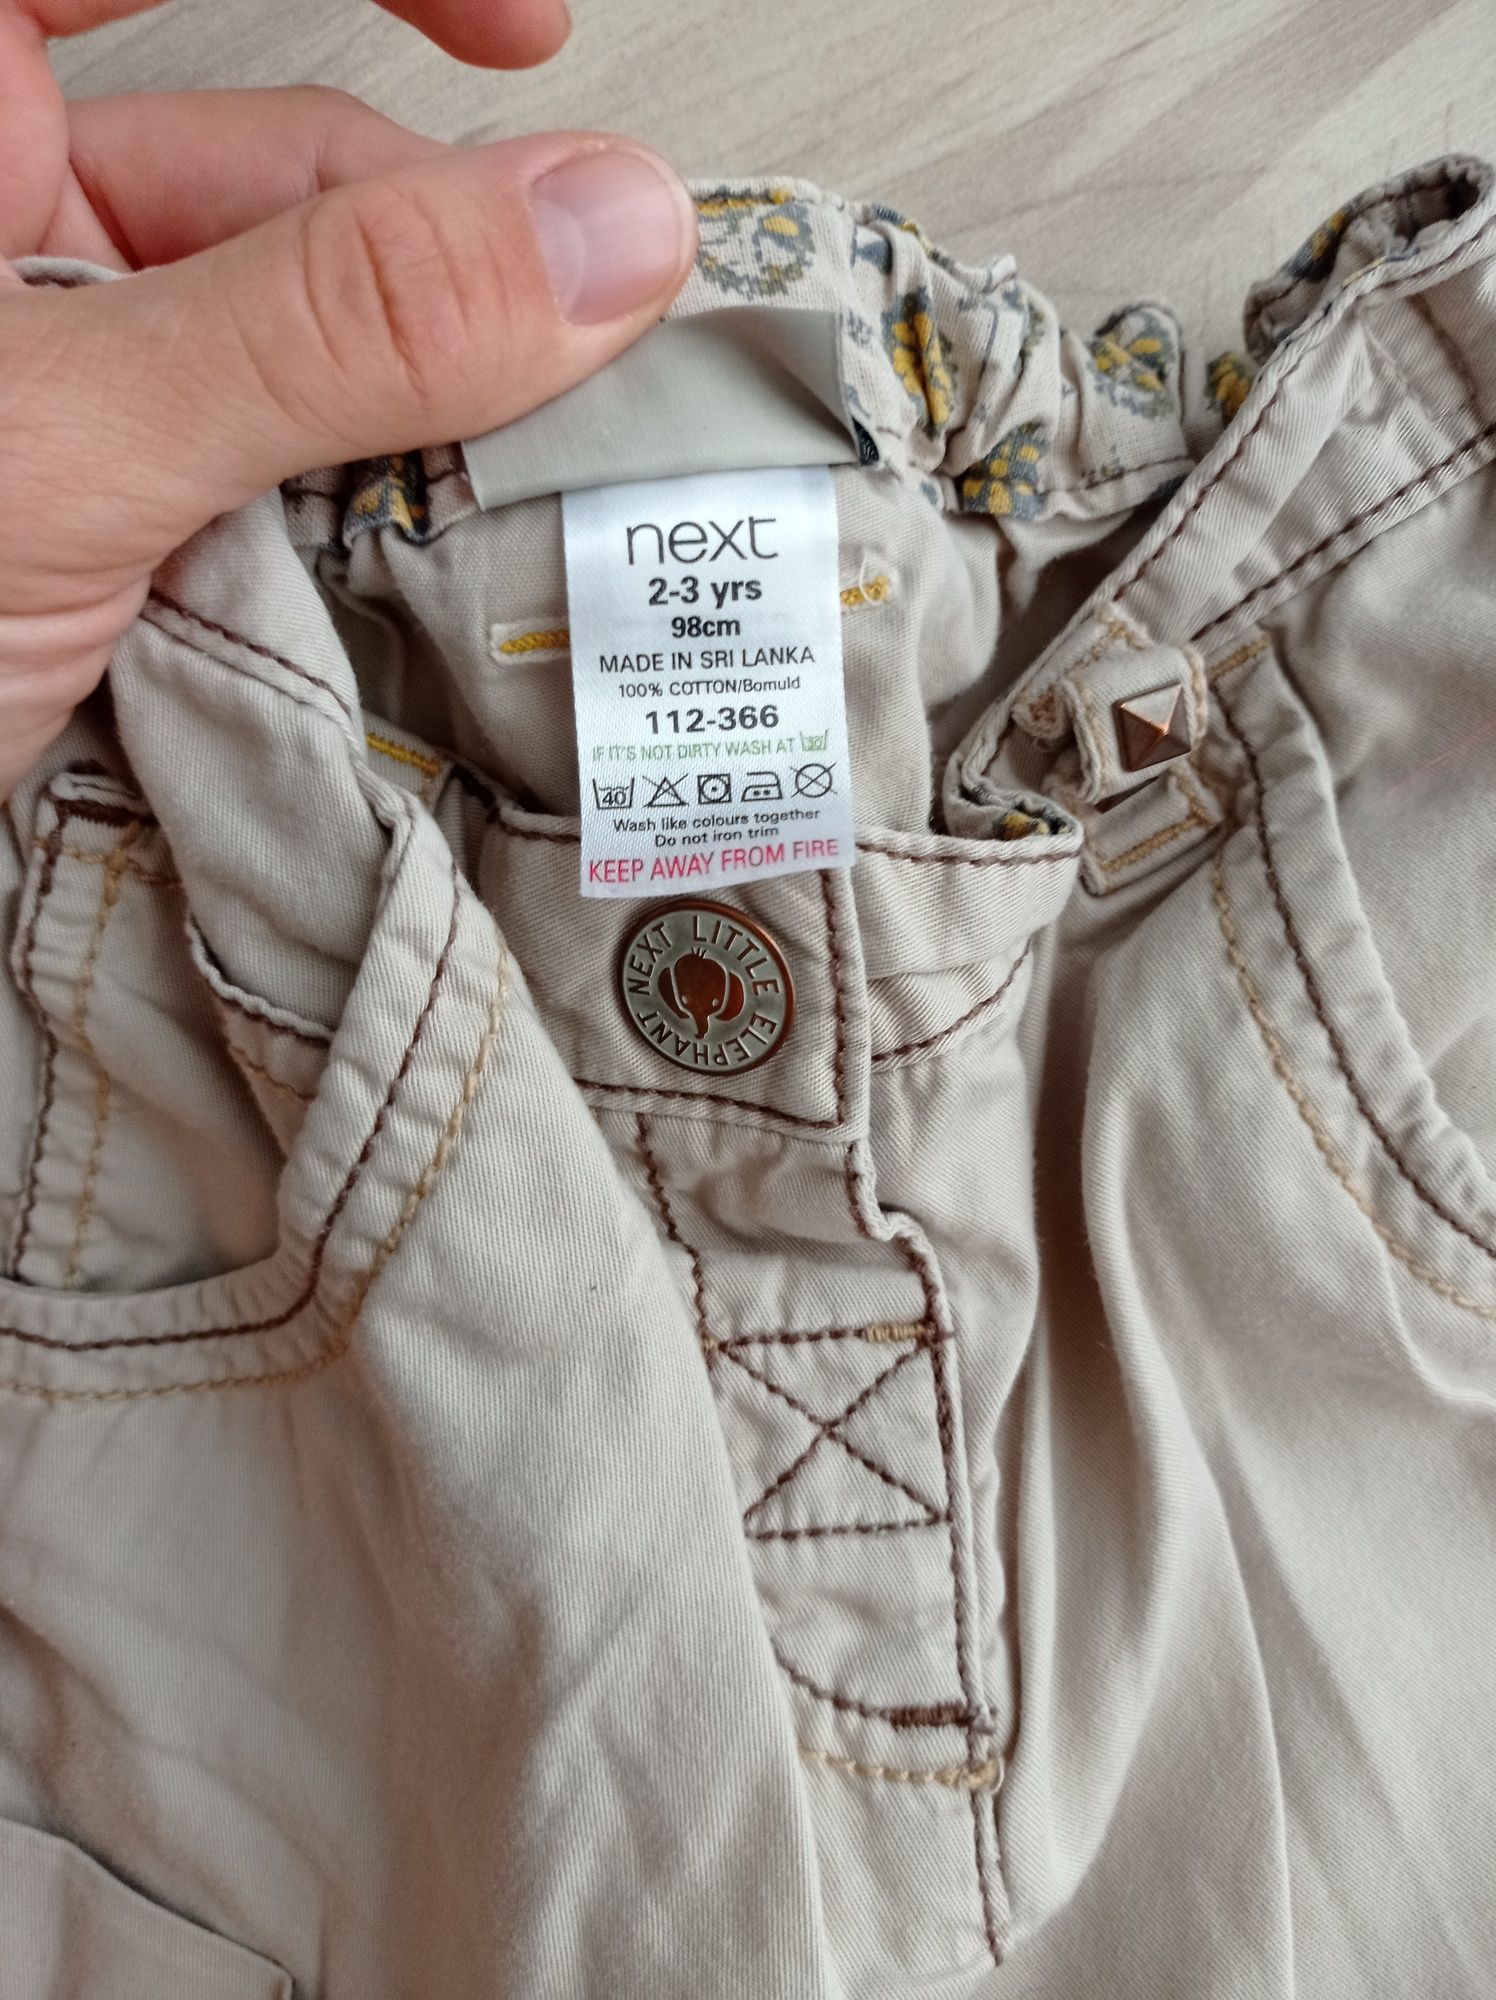 next
2-3 yrs
98cm
MADE IN SRI LANKA
100% COTTON/Bomuld
112-366
IF IT'S NOT DIRTY WASH AT 30
40
Wash like colours together
Do not iron trim
KEEP AWAY FROM FIRE
NEXT LITTLE ELEPHANT